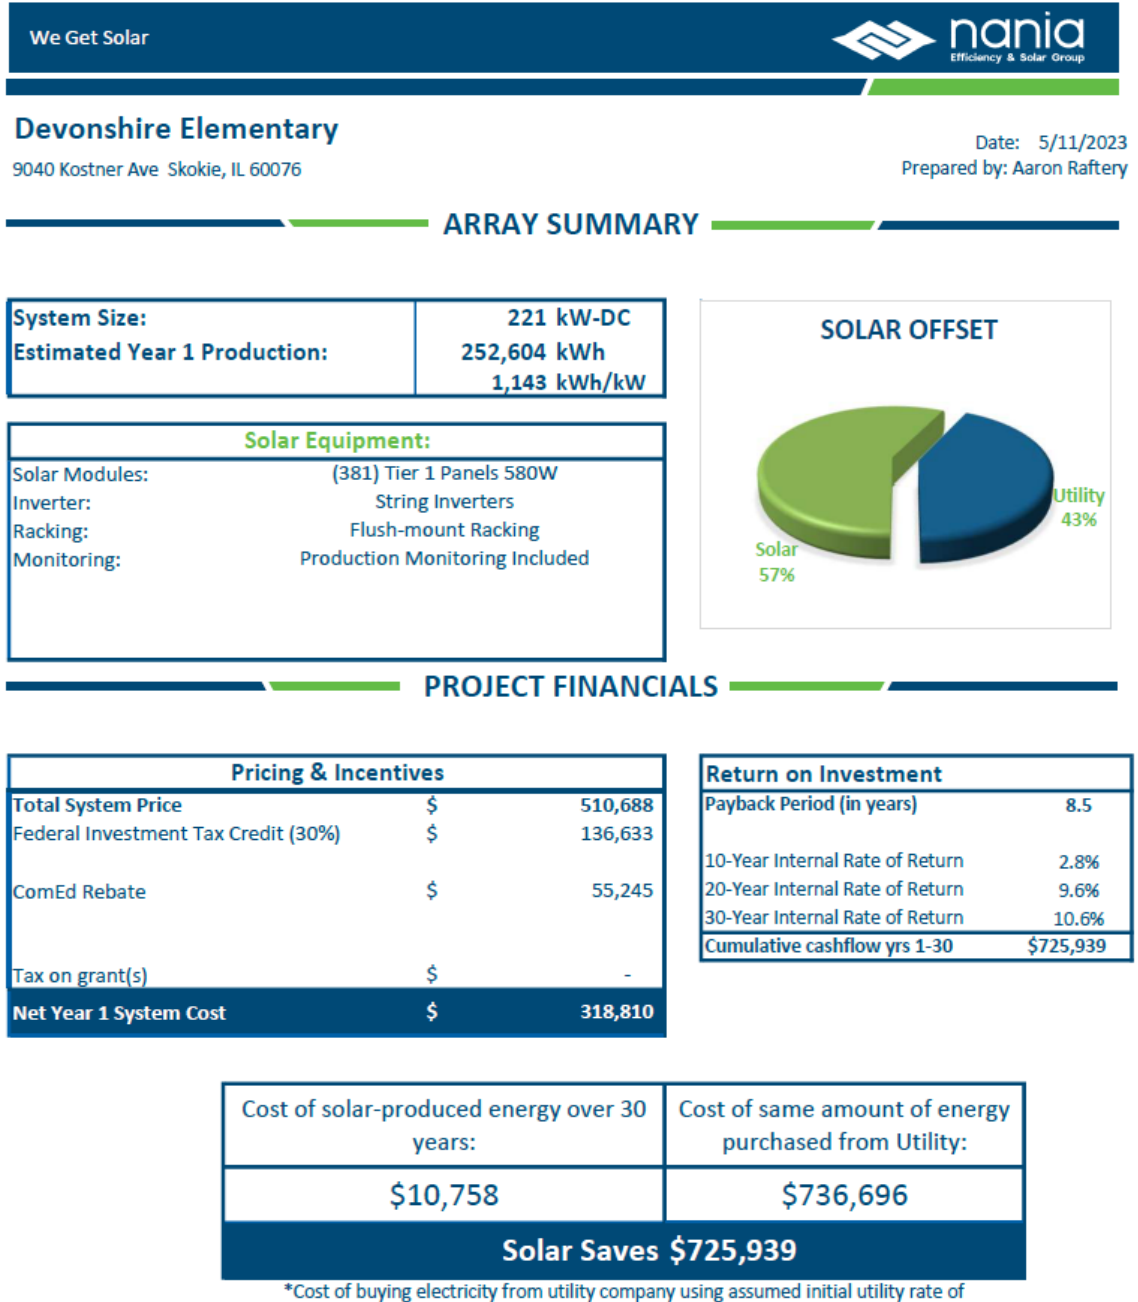 We Get Solar
nania
Efficiency & Solar Group
Devonshire Elementary
9040 Kostner Ave Skokie, IL 60076
Date: 5/11/2023
Prepared by: Aaron Raftery
ARRAY SUMMARY
System Size: 221 kW-DC
Estimated Year 1 Production: 252,604 kWh
1,143 kWh/kW
Solar Equipment:
Solar Modules: (381) Tier 1 Panels 580W
Inverter: String Inverters
Racking: Flush-mount Racking
Monitoring: Production Monitoring Included
SOLAR OFFSET
Utility
43%
Solar
57%
PROJECT FINANCIALS
Pricing & Incentives
Total System Price $ 510,688
Federal Investment Tax Credit (30%) $ 136,633
ComEd Rebate $ 55,245
Tax on grant(s) $ -
Net Year 1 System Cost $ 318,810
Return on Investment
Payback Period (in years) 8.5
10-Year Internal Rate of Return 2.8%
20-Year Internal Rate of Return 9.6%
30-Year Internal Rate of Return 10.6%
Cumulative cashflow yrs 1-30 $725,939
Cost of solar-produced energy over 30
years:
$10,758
Cost of same amount of energy
purchased from Utility:
$736,696
Solar Saves $725,939
*Cost of buying electricity from utility company using assumed initial utility rate of